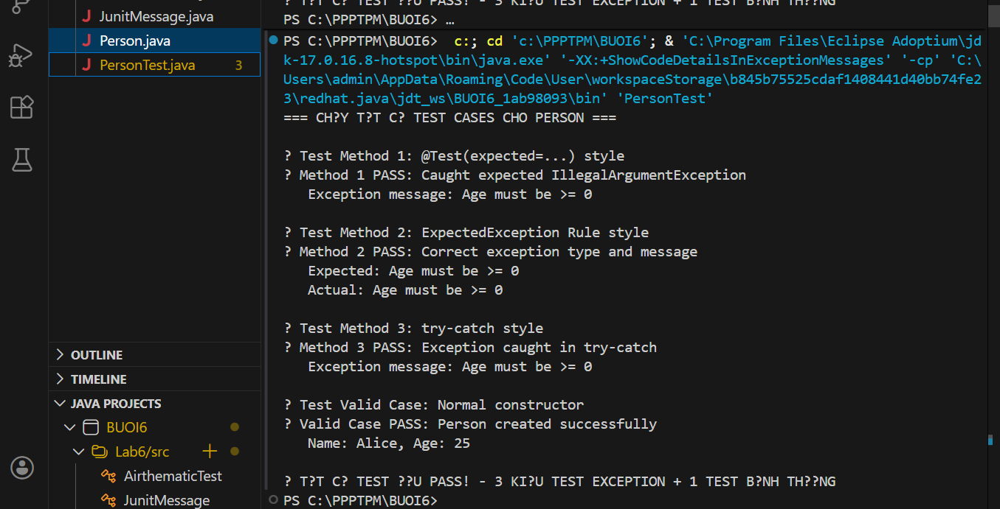 JunitMessage.java
Person.java
PersonTest.java 3
OUTLINE
TIMELINE
JAVA PROJECTS
BUOI6
Lab6/src
AirthematicTest
JunitMessage
? T?T C? TEST ??U PASS! - 3 KI?U TEST EXCEPTION + 1 TEST B?NH TH??NG
PS C:\PPPTPM\BUOI6> …
PS C:\PPPTPM\BUOI6>  c:; cd 'c:\PPPTPM\BUOI6'; & 'C:\Program Files\Eclipse Adoptium\jd
k-17.0.16.8-hotspot\bin\java.exe' '-XX:+ShowCodeDetailsInExceptionMessages' '-cp' 'C:\
Users\admin\AppData\Roaming\Code\User\workspaceStorage\b845b75525cdaf1408441d40bb74fe2
3\redhat.java\jdt_ws\BUOI6_1ab98093\bin' 'PersonTest'
=== CH?Y T?T C? TEST CASES CHO PERSON ===
? Test Method 1: @Test(expected=...) style
? Method 1 PASS: Caught expected IllegalArgumentException
Exception message: Age must be >= 0
? Test Method 2: ExpectedException Rule style
? Method 2 PASS: Correct exception type and message
Expected: Age must be >= 0
Actual: Age must be >= 0
? Test Method 3: try-catch style
? Method 3 PASS: Exception caught in try-catch
Exception message: Age must be >= 0
? Test Valid Case: Normal constructor
? Valid Case PASS: Person created successfully
Name: Alice, Age: 25
? T?T C? TEST ??U PASS! - 3 KI?U TEST EXCEPTION + 1 TEST B?NH TH??NG
PS C:\PPPTPM\BUOI6>